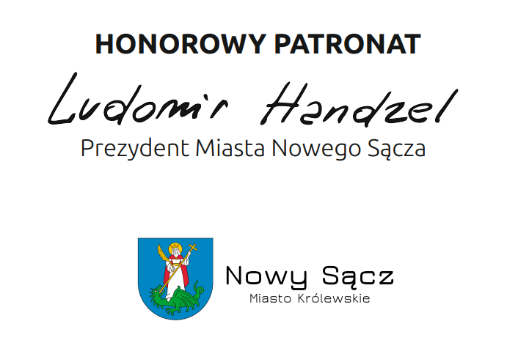 HONOROWY PATRONAT
Ludomir Handzel
Prezydent Miasta Nowego Sącza
Nowy Sącz
Miasto Królewskie